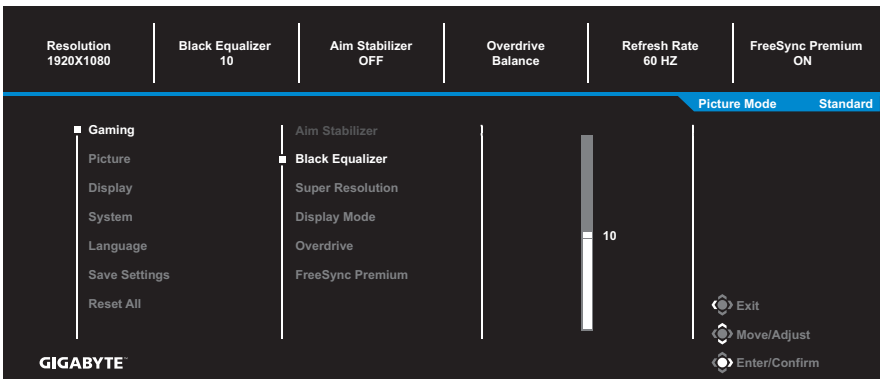 Resolution
1920X1080
Black Equalizer
10
Aim Stabilizer
OFF
Overdrive
Balance
Refresh Rate
60 HZ
FreeSync Premium
ON
Picture Mode Standard
Gaming
Picture
Display
System
Language
Save Settings
Reset All
Aim Stabilizer
Black Equalizer
Super Resolution
Display Mode
Overdrive
FreeSync Premium
10
Exit
Move/Adjust
Enter/Confirm
GIGABYTE™